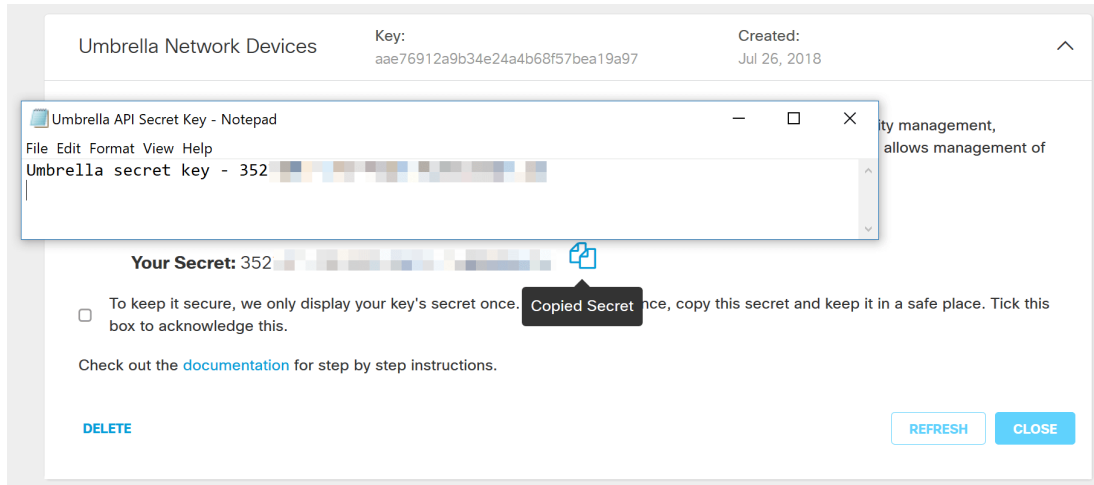 Umbrella Network Devices
Key:
aae76912a9b34e24a4b68f57bea19a97
Created:
Jul 26, 2018
Umbrella API Secret Key - Notepad
File Edit Format View Help
Umbrella secret key - 352
ity management,
allows management of
Your Secret: 352
Copied Secret
To keep it secure, we only display your key's secret once. nce, copy this secret and keep it in a safe place. Tick this
box to acknowledge this.
Check out the documentation for step by step instructions.
DELETE
REFRESH
CLOSE